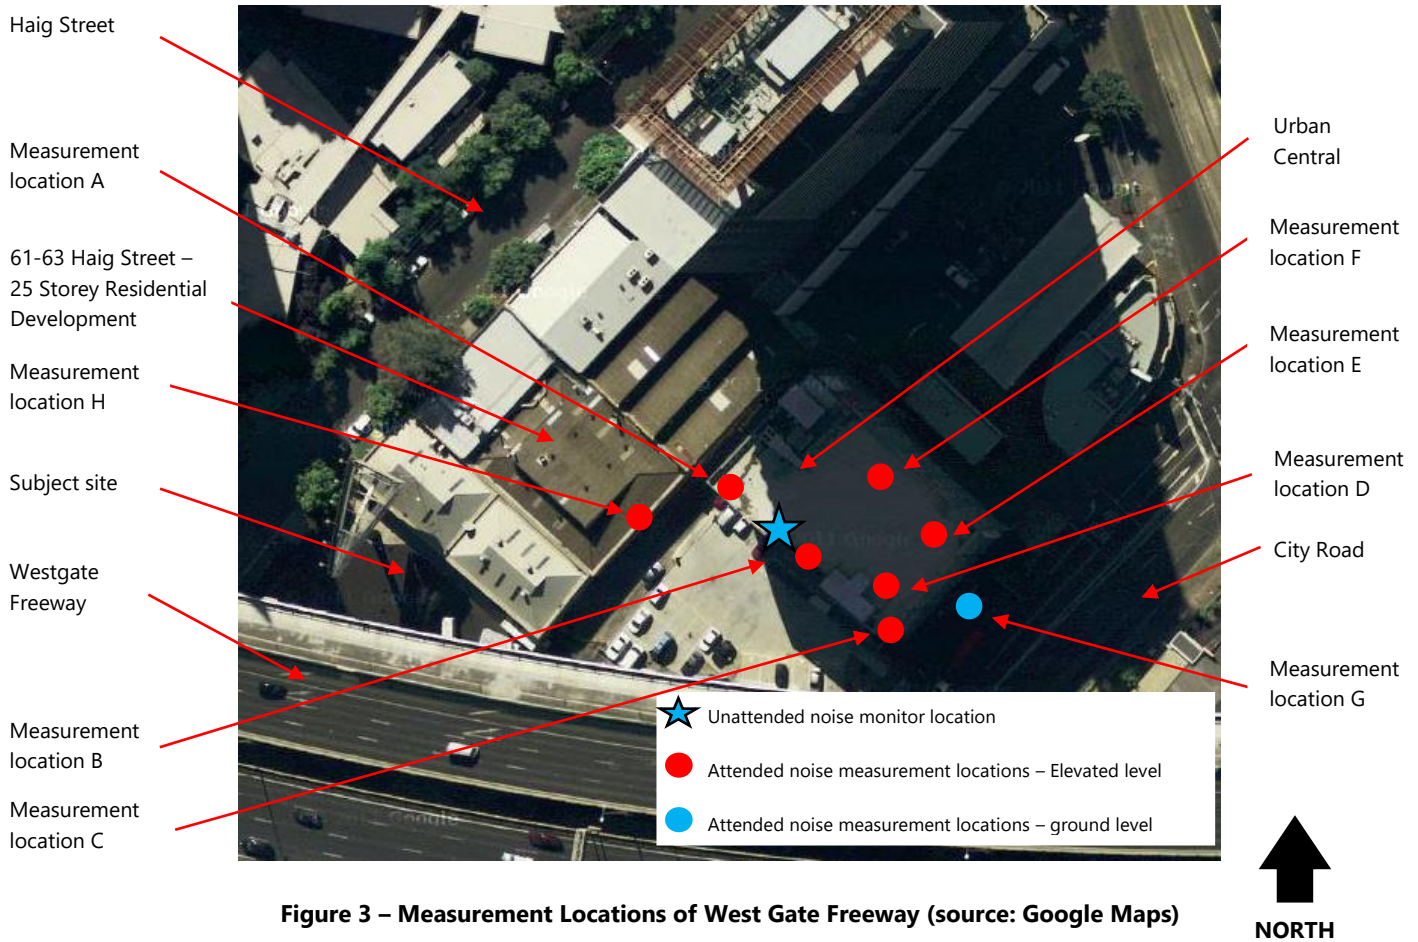 Haig Street
Measurement
location A
61-63 Haig Street –
25 Storey Residential
Development
Measurement
location H
Subject site
Westgate
Freeway
Measurement
location B
Measurement
location C
Urban
Central
Measurement
location F
Measurement
location E
Measurement
location D
City Road
Measurement
location G
Google
Unattended noise monitor location
Attended noise measurement locations – Elevated level
Attended noise measurement locations – ground level
Google
NORTH
Figure 3 – Measurement Locations of West Gate Freeway (source: Google Maps)